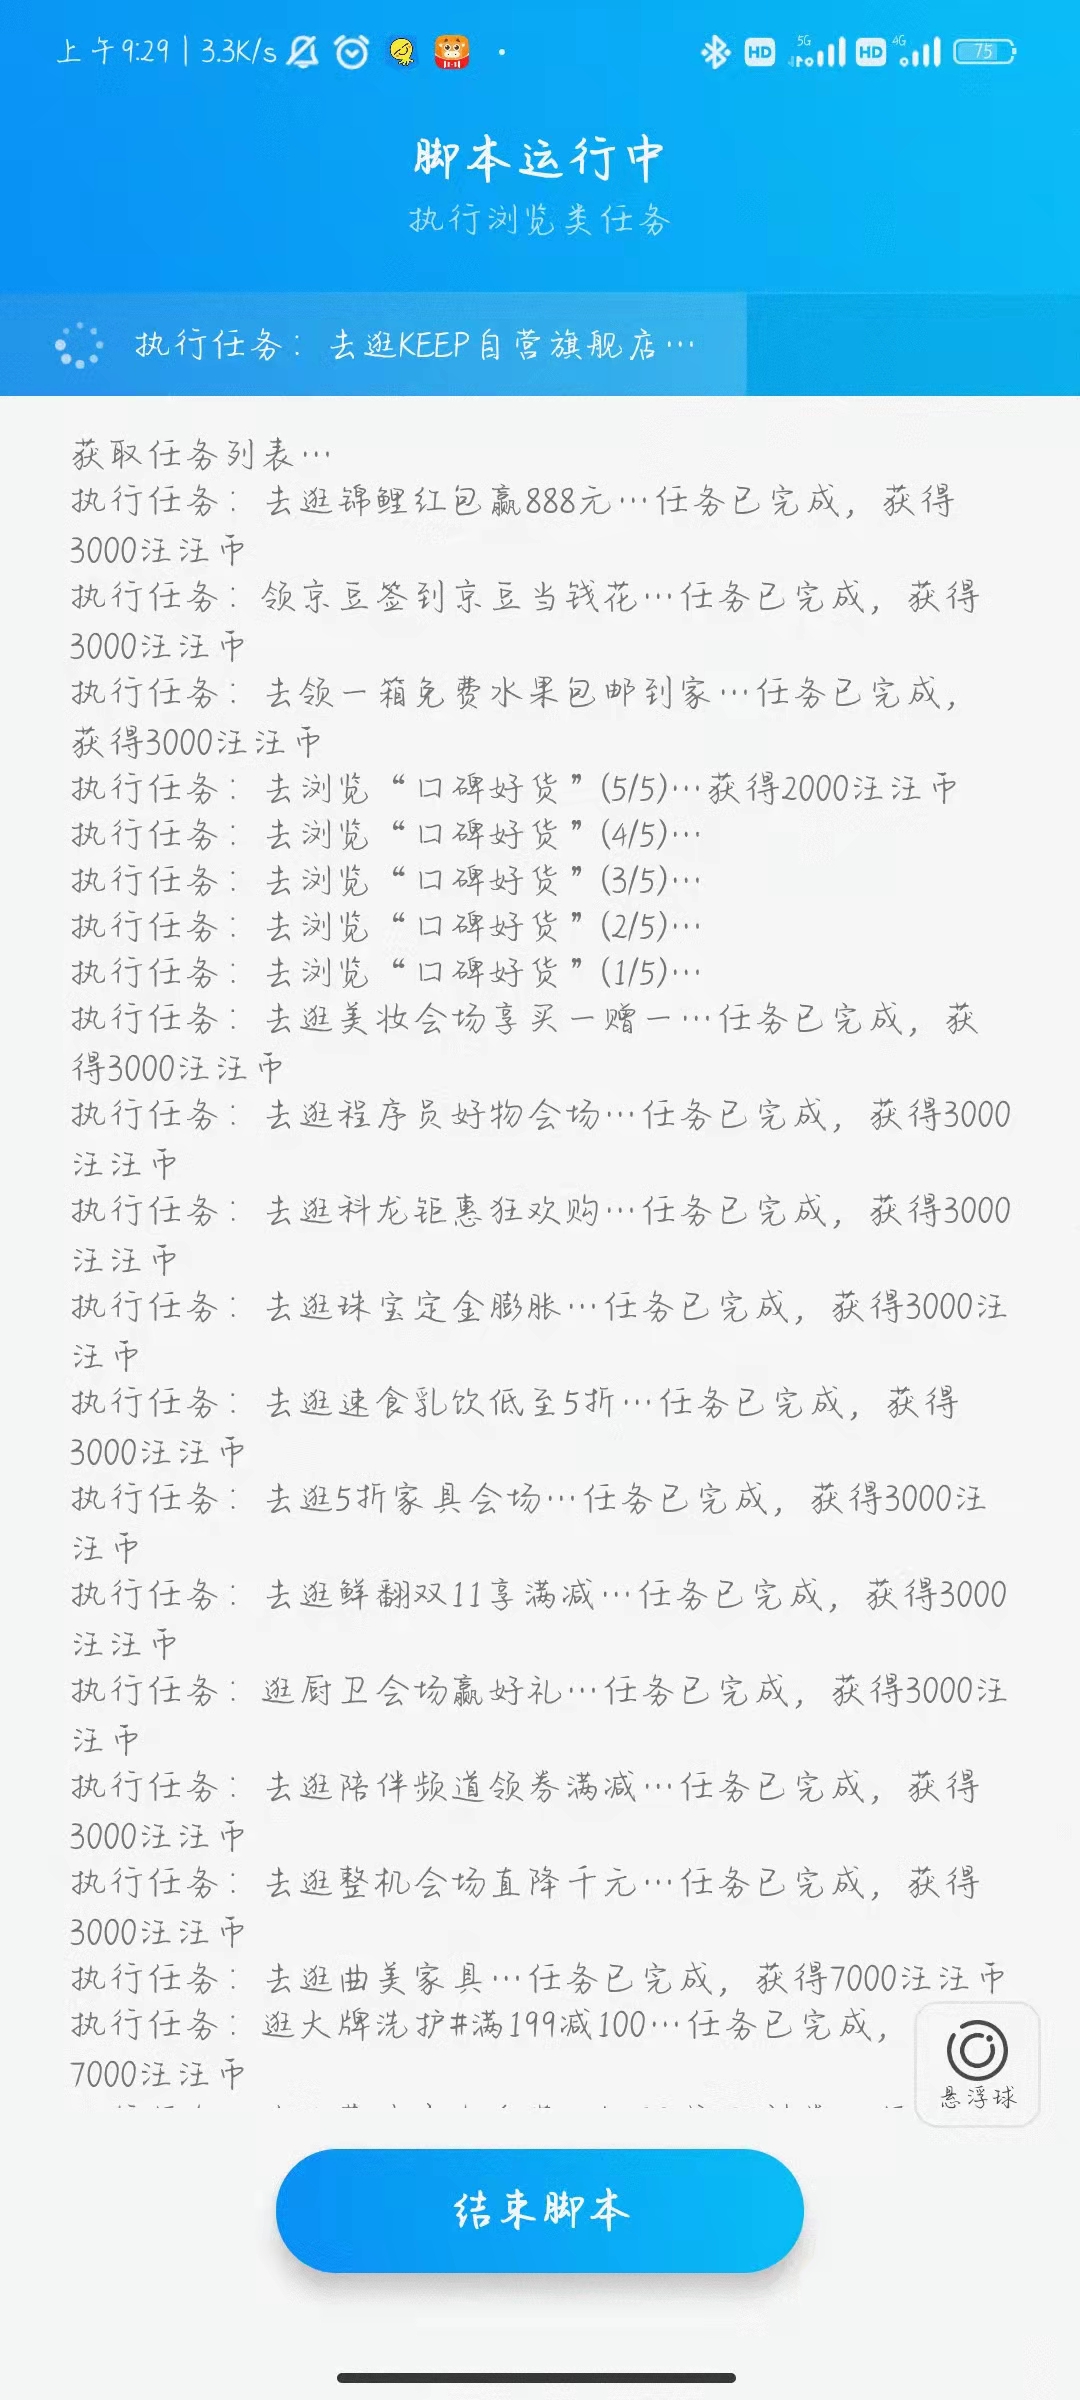 上午9:29 | 3.3K/s
HD 5G HD 4G 75
脚本运行中
执行浏览类任务
执行任务：去逛KEEP自营旗舰店…
获取任务列表…
执行任务：去逛锦鲤红包赢888元…任务已完成，获得
3000汪汪币
执行任务：领京豆签到京豆当钱花…任务已完成，获得
3000汪汪币
执行任务：去领一箱免费水果包邮到家…任务已完成，
获得3000汪汪币
执行任务：去浏览“口碑好货”(5/5)…获得2000汪汪币
执行任务：去浏览“口碑好货”(4/5)…
执行任务：去浏览“口碑好货”(3/5)…
执行任务：去浏览“口碑好货”(2/5)…
执行任务：去浏览“口碑好货”(1/5)…
执行任务：去逛美妆会场享买一赠一…任务已完成，获
得3000汪汪币
执行任务：去逛程序员好物会场…任务已完成，获得3000
汪汪币
执行任务：去逛科龙钜惠狂欢购…任务已完成，获得3000
汪汪币
执行任务：去逛珠宝定金膨胀…任务已完成，获得3000汪
汪币
执行任务：去逛速食乳饮低至5折…任务已完成，获得
3000汪汪币
执行任务：去逛5折家具会场…任务已完成，获得3000汪
汪币
执行任务：去逛鲜翻双11享满减…任务已完成，获得3000
汪汪币
执行任务：逛厨卫会场赢好礼…任务已完成，获得3000汪
汪币
执行任务：去逛陪伴频道领券满减…任务已完成，获得
3000汪汪币
执行任务：去逛整机会场直降千元…任务已完成，获得
3000汪汪币
执行任务：去逛曲美家具…任务已完成，获得7000汪汪币
执行任务：逛大牌洗护#满199减100…任务已完成，
7000汪汪币
悬浮球
结束脚本